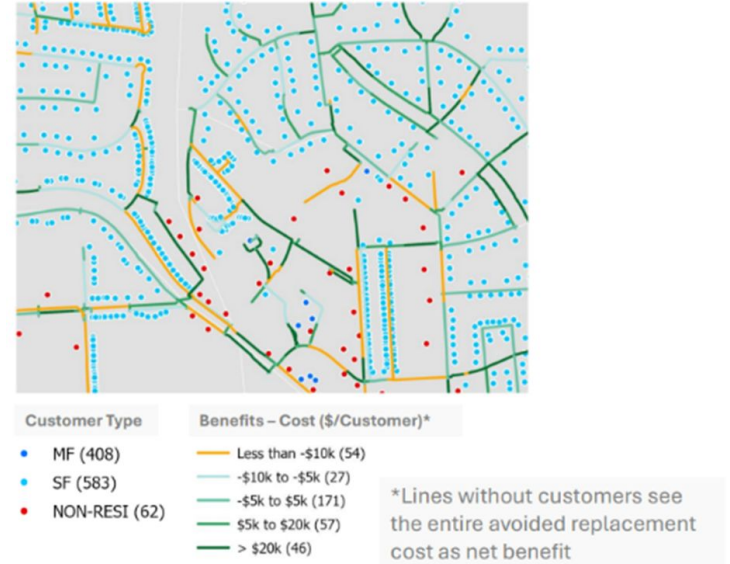 Customer Type
MF (408)
SF (583)
NON-RESI (62)
Benefits – Cost ($/Customer)*
Less than -$10k (54)
-$10k to -$5k (27)
-$5k to $5k (171)
$5k to $20k (57)
> $20k (46)
*Lines without customers see
the entire avoided replacement
cost as net benefit